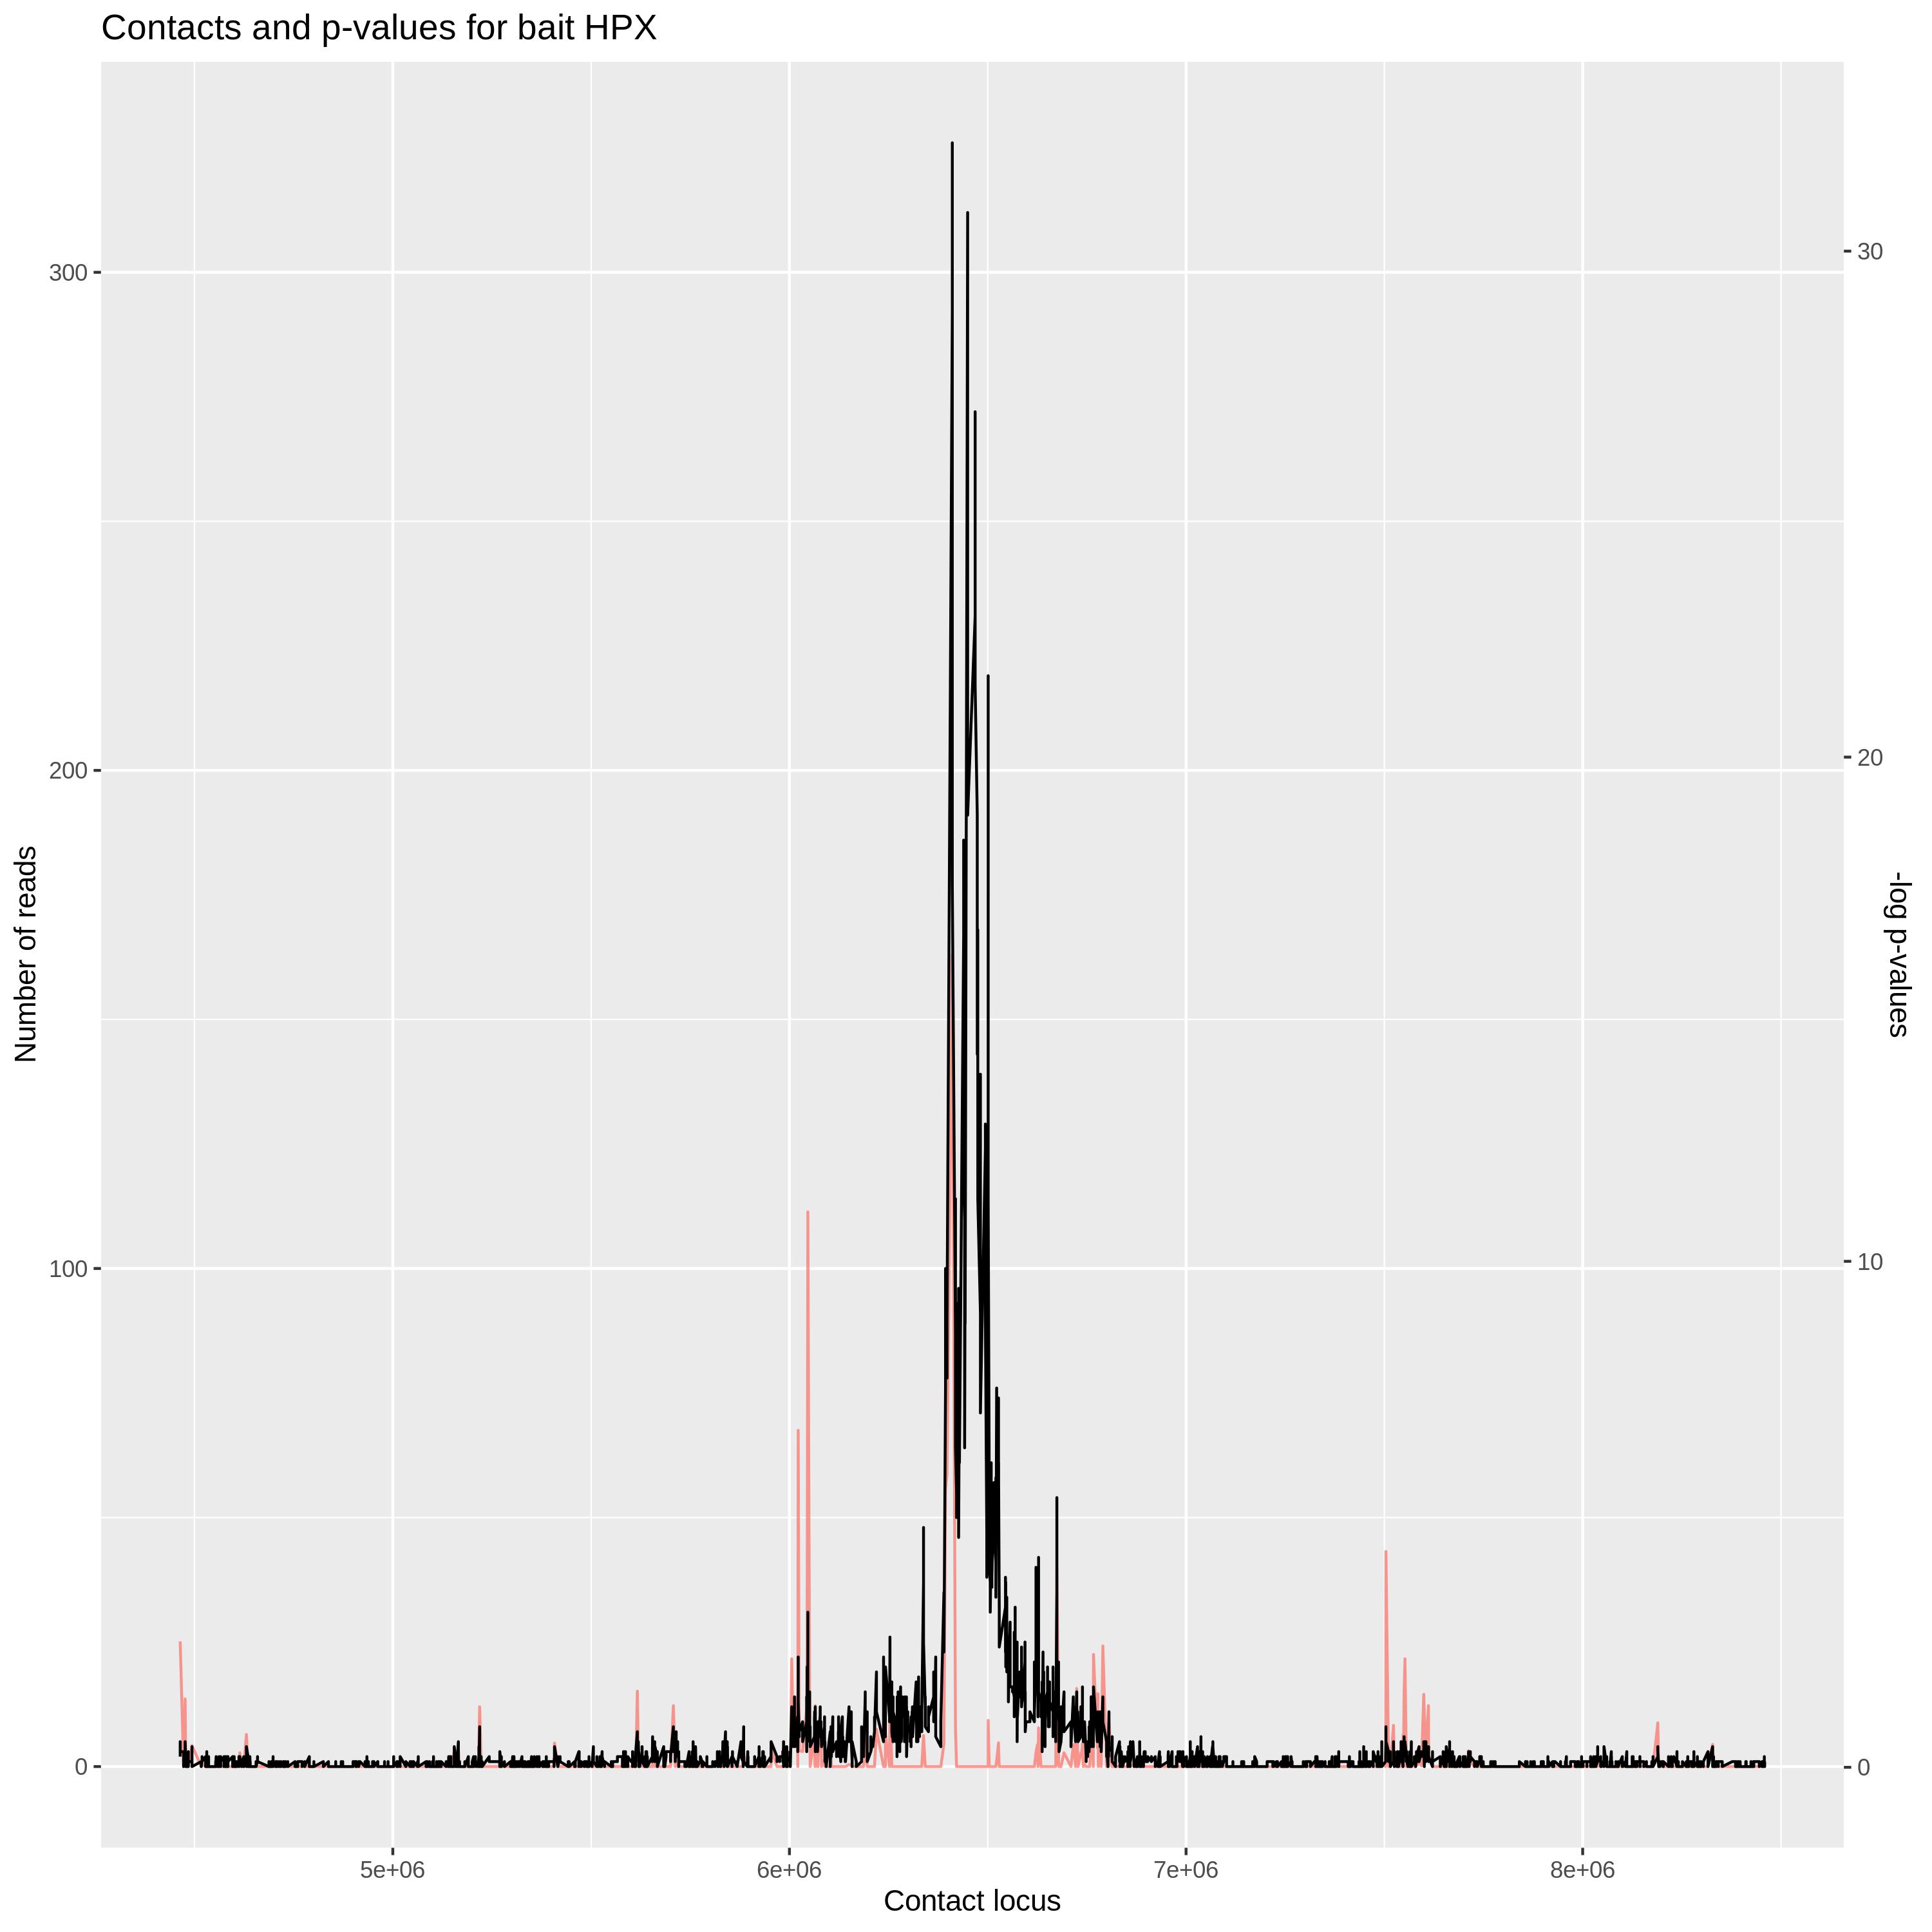 Contacts and p-values for bait HPX
300
200
100
0
Number of reads
30
20
10
0
-log p-values
5e+06
6e+06
7e+06
8e+06
Contact locus